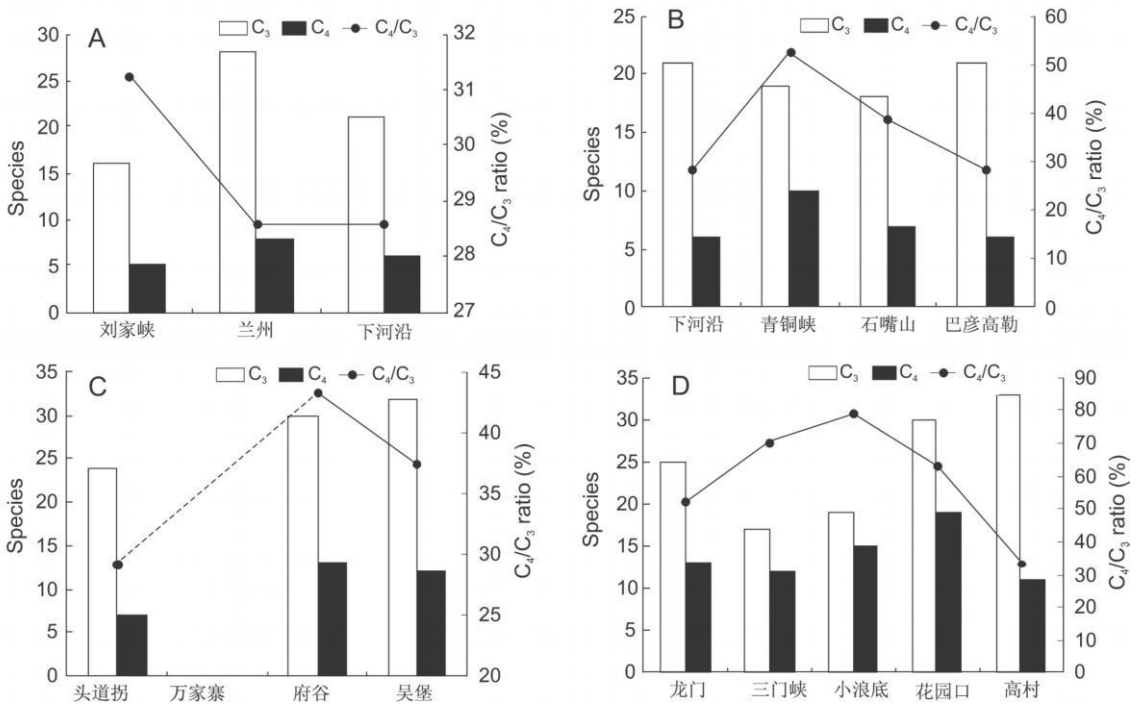 A
C₃ C₄ C₄/C₃
30
25
20
15
10
5
0
Species
32
31
30
29
28
27
C₄/C₃ ratio (%)
刘家峡 兰州 下河沿
B
C₃ C₄ C₄/C₃
25
20
15
10
5
0
Species
60
50
40
30
20
10
0
C₄/C₃ ratio (%)
下河沿 青铜峡 石嘴山 巴彦高勒
C
C₃ C₄ C₄/C₃
35
30
25
20
15
10
5
0
Species
45
40
35
30
25
20
C₄/C₃ ratio (%)
头道拐 万家寨 府谷 吴堡
D
C₃ C₄ C₄/C₃
35
30
25
20
15
10
5
0
Species
90
80
70
60
50
40
30
20
10
0
C₄/C₃ ratio (%)
龙门 三门峡 小浪底 花园口 高村